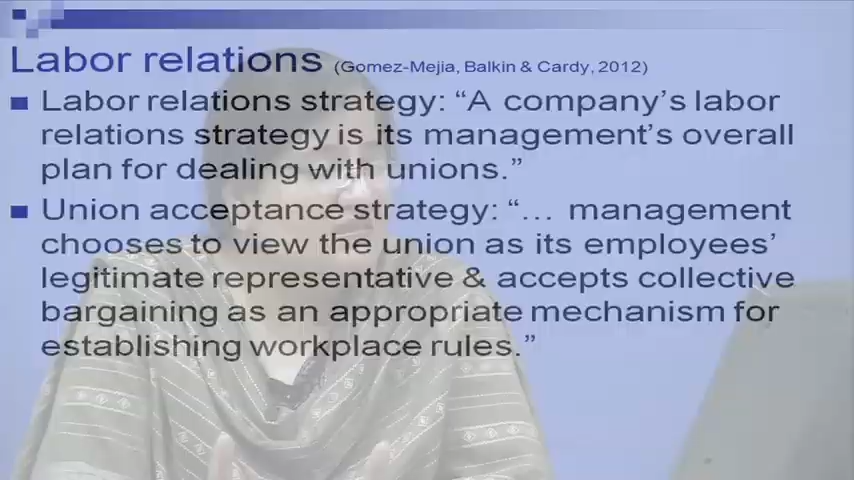 Labor relations (Gomez-Mejia, Balkin & Cardy, 2012)
Labor relations strategy: “A company’s labor
relations strategy is its management’s overall
plan for dealing with unions.”
Union acceptance strategy: “... management
chooses to view the union as its employees’
legitimate representative & accepts collective
bargaining as an appropriate mechanism for
establishing workplace rules.”